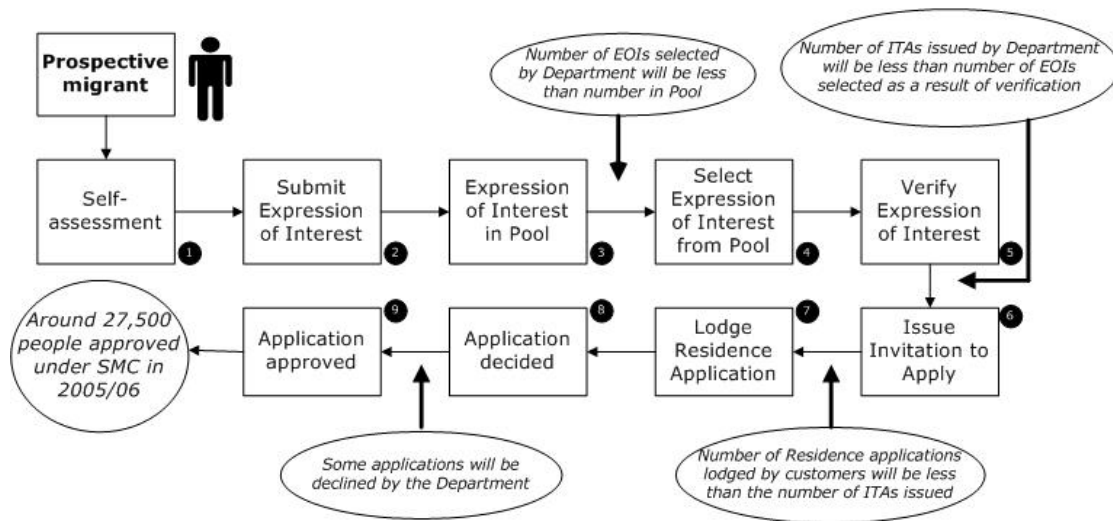 Prospective
migrant
Number of EOIs selected
by Department will be less
than number in Pool
Number of ITAs issued by Department
will be less than number of EOIs
selected as a result of verification
Self-
assessment
1
Submit
Expression
of Interest
2
Expression
of Interest
in Pool
3
Select
Expression
of Interest
from Pool
4
Verify
Expression
of Interest
5
Issue
Invitation to
Apply
6
Lodge
Residence
Application
7
Application
decided
8
Application
approved
9
Around 27,500
people approved
under SMC in
2005/06
Some applications will be
declined by the Department
Number of Residence applications
lodged by customers will be less
than the number of ITAs issued